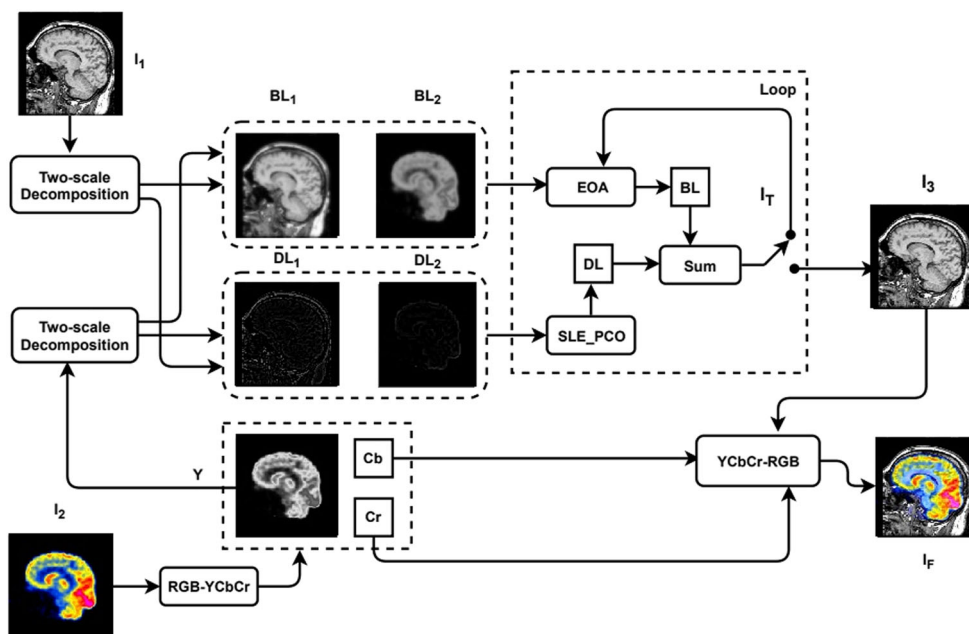 I1
BL1
BL2
Loop
Two-scale
Decomposition
EOA
BL
IT
I3
DL1
DL2
DL
Sum
Two-scale
Decomposition
SLE_PCO
Y
Cb
YCbCr-RGB
Cr
I2
RGB-YCbCr
IF